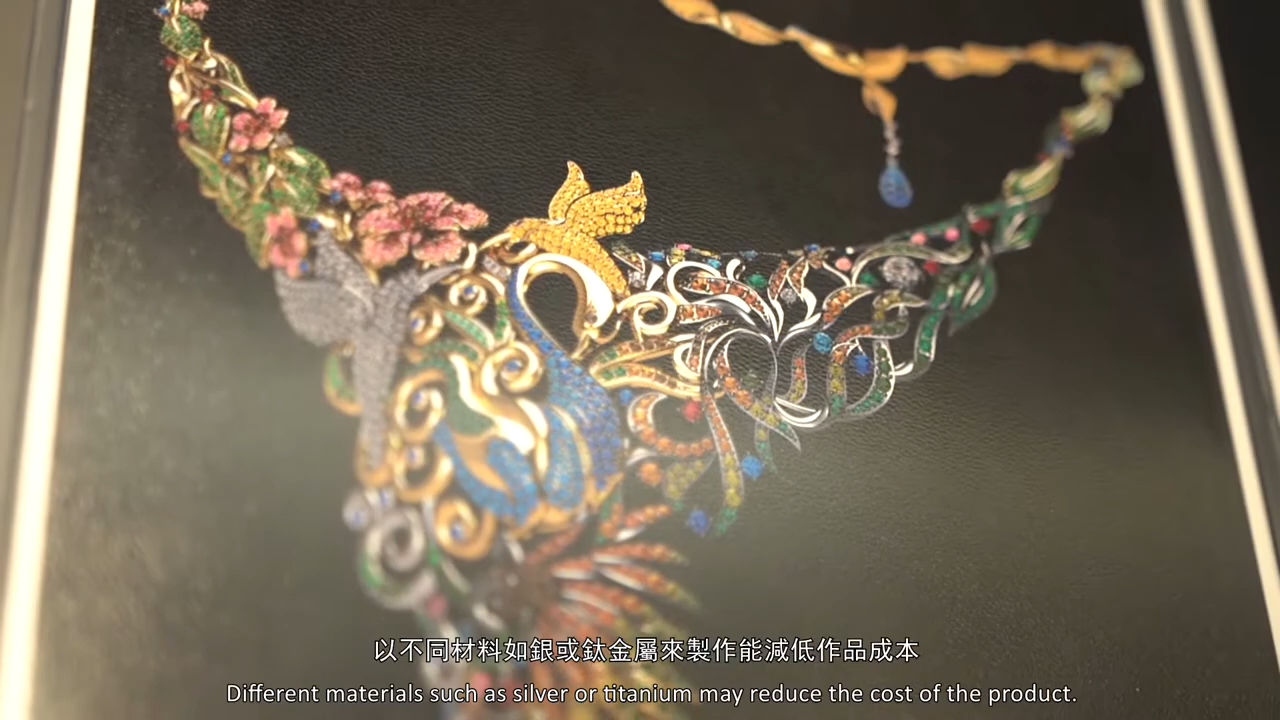 以不同材料如銀或鈦金屬來製作能減低作品成本
Different materials such as silver or titanium may reduce the cost of the product.